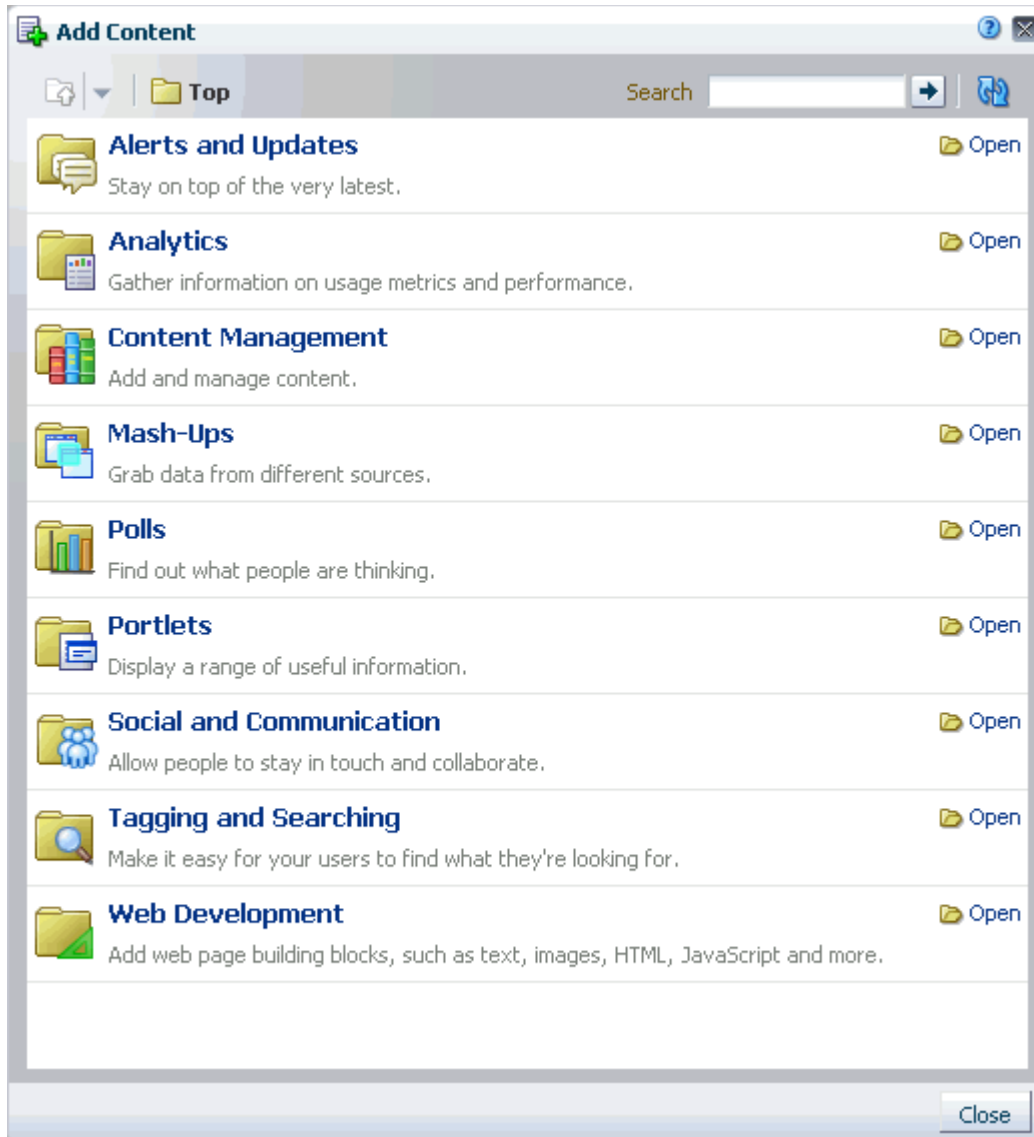 Add Content
Top Search
Alerts and Updates Open
Stay on top of the very latest.
Analytics Open
Gather information on usage metrics and performance.
Content Management Open
Add and manage content.
Mash-Ups Open
Grab data from different sources.
Polls Open
Find out what people are thinking.
Portlets Open
Display a range of useful information.
Social and Communication Open
Allow people to stay in touch and collaborate.
Tagging and Searching Open
Make it easy for your users to find what they're looking for.
Web Development Open
Add web page building blocks, such as text, images, HTML, JavaScript and more.
Close